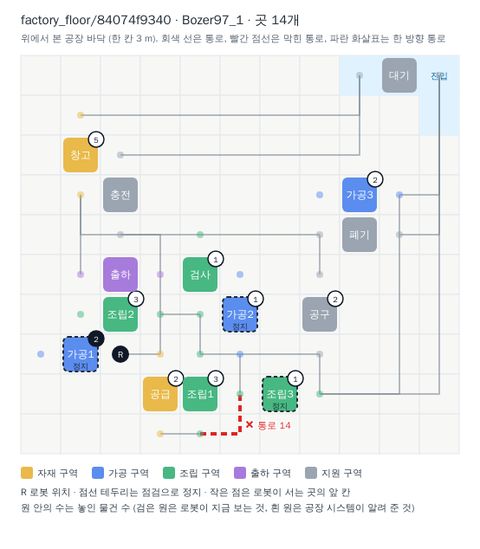 factory_floor/84074f9340 · Bozer97_1 · 곳 14개
위에서 본 공장 바닥 (한 칸 3 m). 회색 선은 통로, 빨간 점선은 막힌 통로, 파란 화살표는 한 방향 통로
대기
진입
5
창고
2
충전
가공3
폐기
1
출하
검사
3
1
2
조립2
가공2
정지
공구
2
가공1
정지
R
2
3
1
공급
조립1
조립3
정지
✕ 통로 14
자재 구역
가공 구역
조립 구역
출하 구역
지원 구역
R 로봇 위치 · 점선 테두리는 점검으로 정지 · 작은 점은 로봇이 서는 곳의 앞 칸
원 안의 수는 놓인 물건 수 (검은 원은 로봇이 지금 보는 것, 흰 원은 공장 시스템이 알려 준 것)